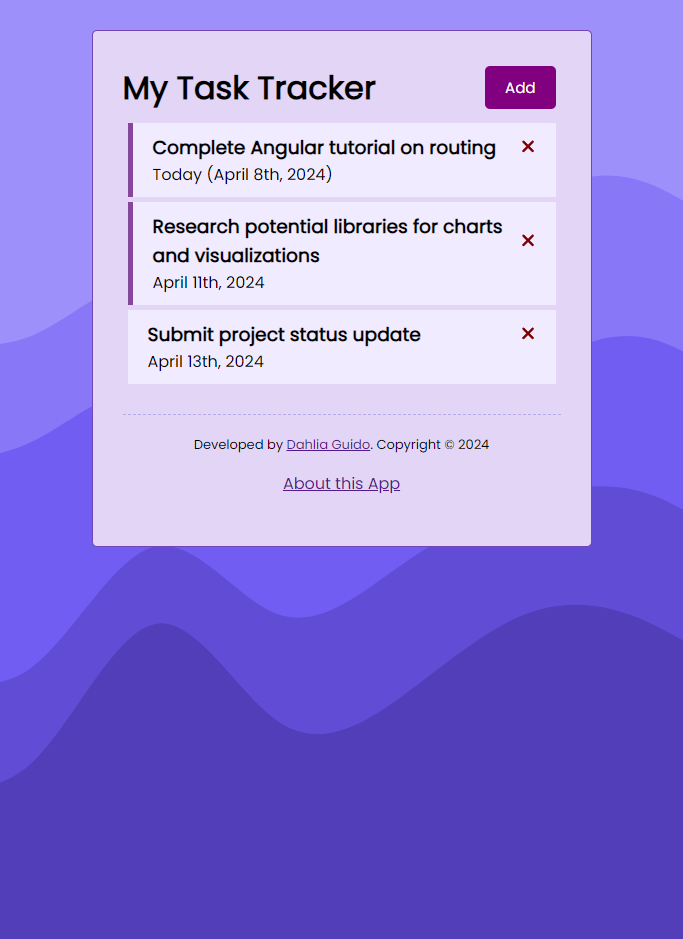 My Task Tracker
Add
Complete Angular tutorial on routing
Today (April 8th, 2024)
Research potential libraries for charts
and visualizations
April 11th, 2024
Submit project status update
April 13th, 2024
Developed by Dahlia Guido. Copyright © 2024
About this App